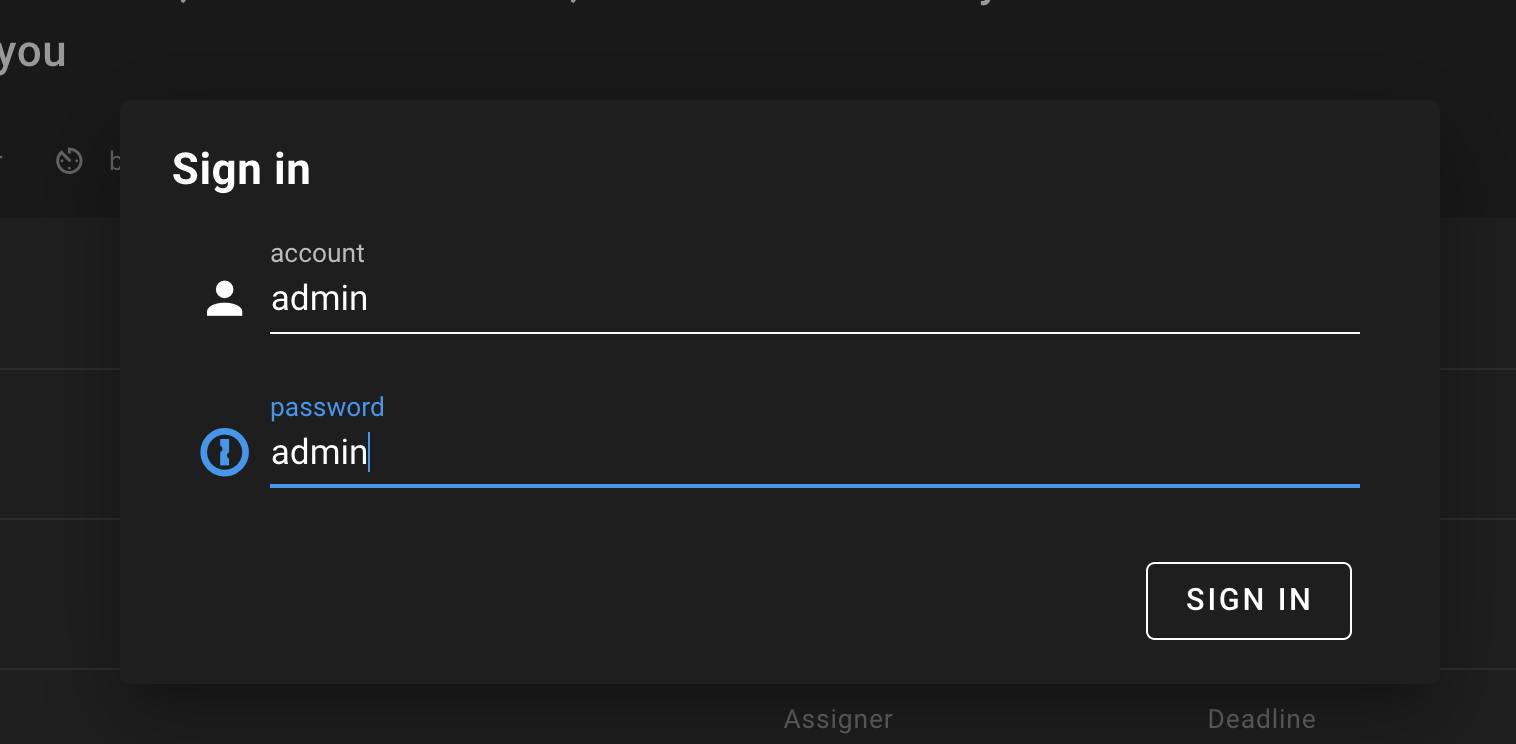 you
Sign in
account
admin
password
admin
SIGN IN
Assigner
Deadline